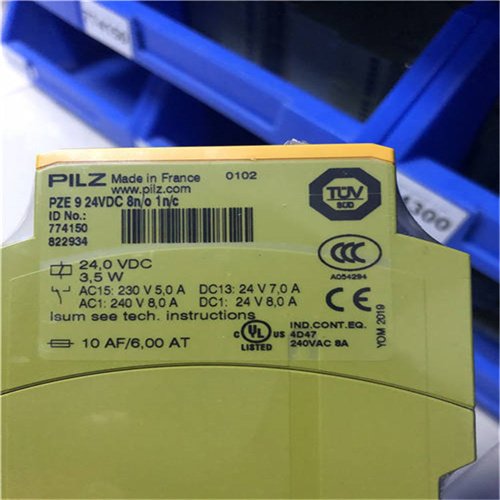 PILZ Made in France 0102
www.pilz.com
PZE 9 24VDC 8n/o 1n/c
ID No.:
774150
822934
TÜV
SÜD
CCC
A054294
24,0 VDC
3,5 W
AC15: 230 V 5,0 A DC13: 24 V 7,0 A
AC1: 240 V 8,0 A DC1: 24 V 8,0 A
Isum see tech. instructions
CE
YOM 2019
10 AF/6,00 AT
C UL US
LISTED
IND.CONT.EQ.
4D47
240VAC 8A